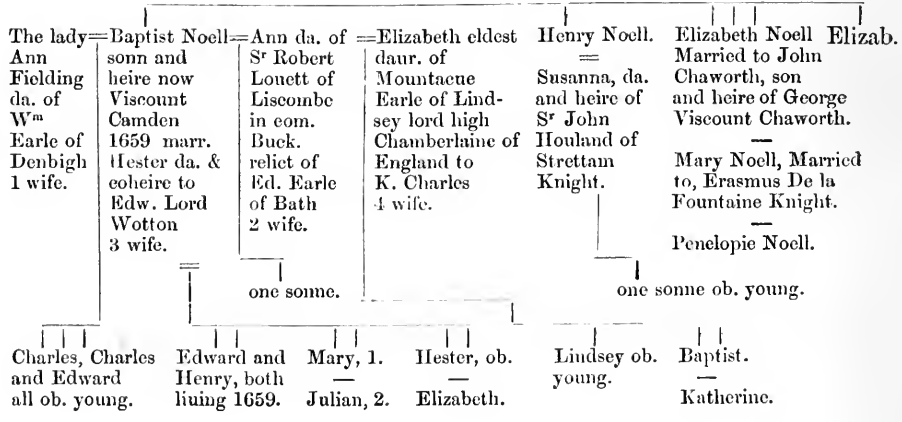 The lady=
Ann
Fielding
da. of
Wm
Earle of
Denbigh
1 wife.
Baptist Noell=
sonn and
heire now
Viscount
Camden
1659 marr.
Hester da. &
coheire to
Edw. Lord
Wotton
3 wife.
=
Ann da. of
Sr Robert
Louett of
Liscombe
in com.
Buck.
relict of
Ed. Earle
of Bath
2 wife.
=Elizabeth eldest
daur. of
Mountacue
Earle of Lind-
sey lord high
Chamberlaine of
England to
K. Charles
4 wife.
Henry Noell.
=
Susanna, da.
and heire of
Sr John
Houland of
Strettam
Knight.
Elizabeth Noell
Married to John
Chaworth, son
and heire of George
Viscount Chaworth.
—
Mary Noell, Married
to, Erasmus De la
Fountaine Knight.
—
Penelopie Noell.
Elizab.
one sonne.
one sonne ob. young.
Charles, Charles
and Edward
all ob. young.
Edward and
Henry, both
liuing 1659.
Mary, 1.
—
Julian, 2.
Hester, ob.
—
Elizabeth.
Lindsey ob.
young.
Baptist.
—
Katherine.